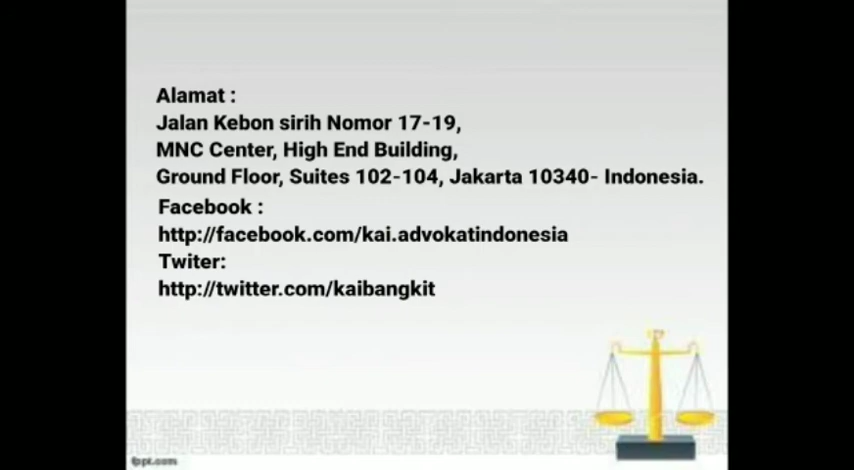 Alamat :
Jalan Kebon sirih Nomor 17-19,
MNC Center, High End Building,
Ground Floor, Suites 102-104, Jakarta 10340- Indonesia.
Facebook :
http://facebook.com/kai.advokatindonesia
Twiter:
http://twitter.com/kaibangkit
fppt.com